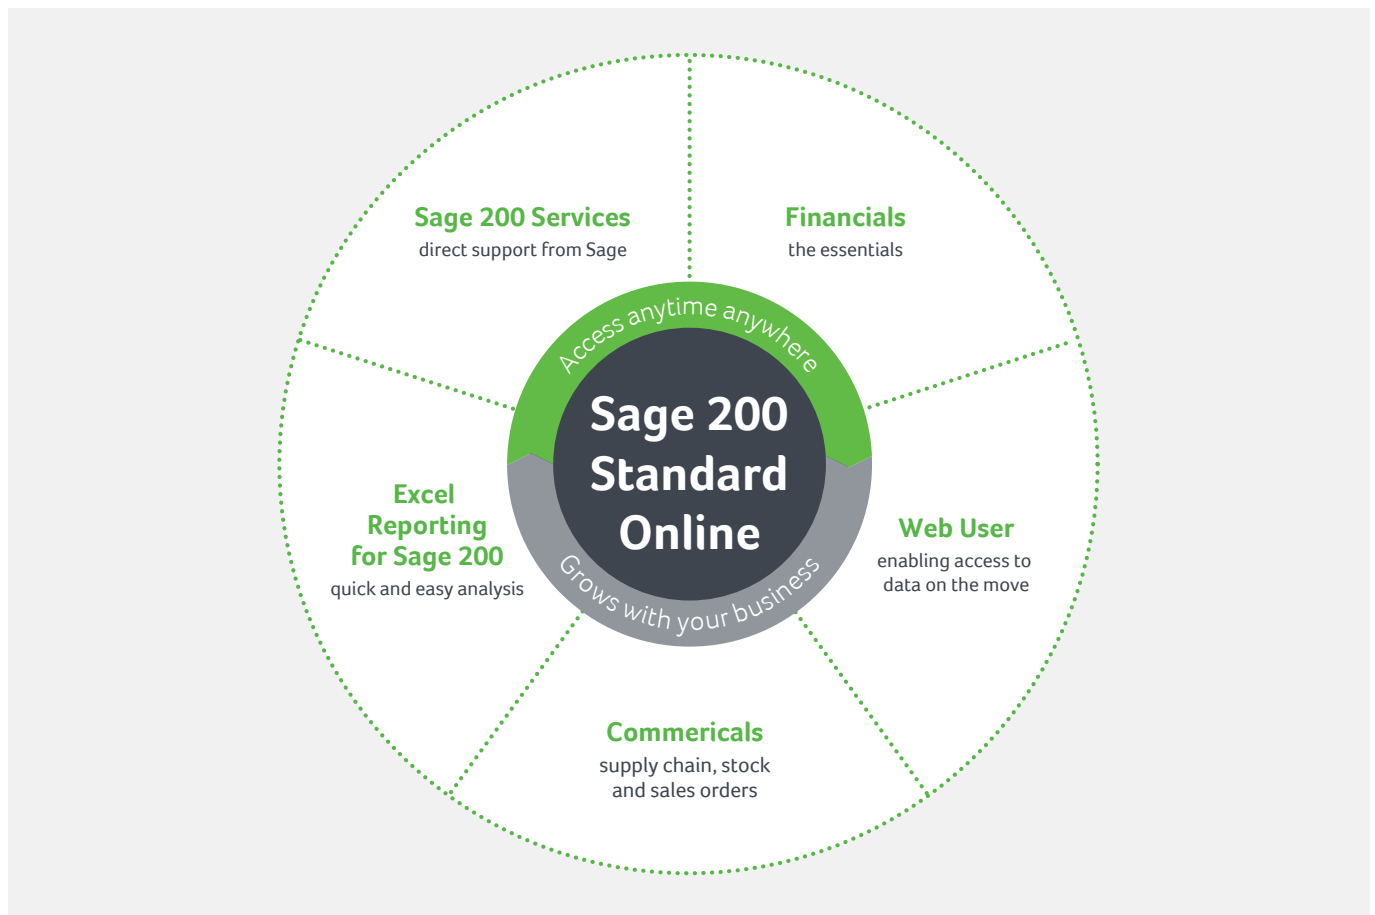 Sage 200 Services
direct support from Sage
Financials
the essentials
Access anytime anywhere
Sage 200
Standard
Online
Grows with your business
Excel
Reporting
for Sage 200
quick and easy analysis
Web User
enabling access to
data on the move
Commericals
supply chain, stock
and sales orders